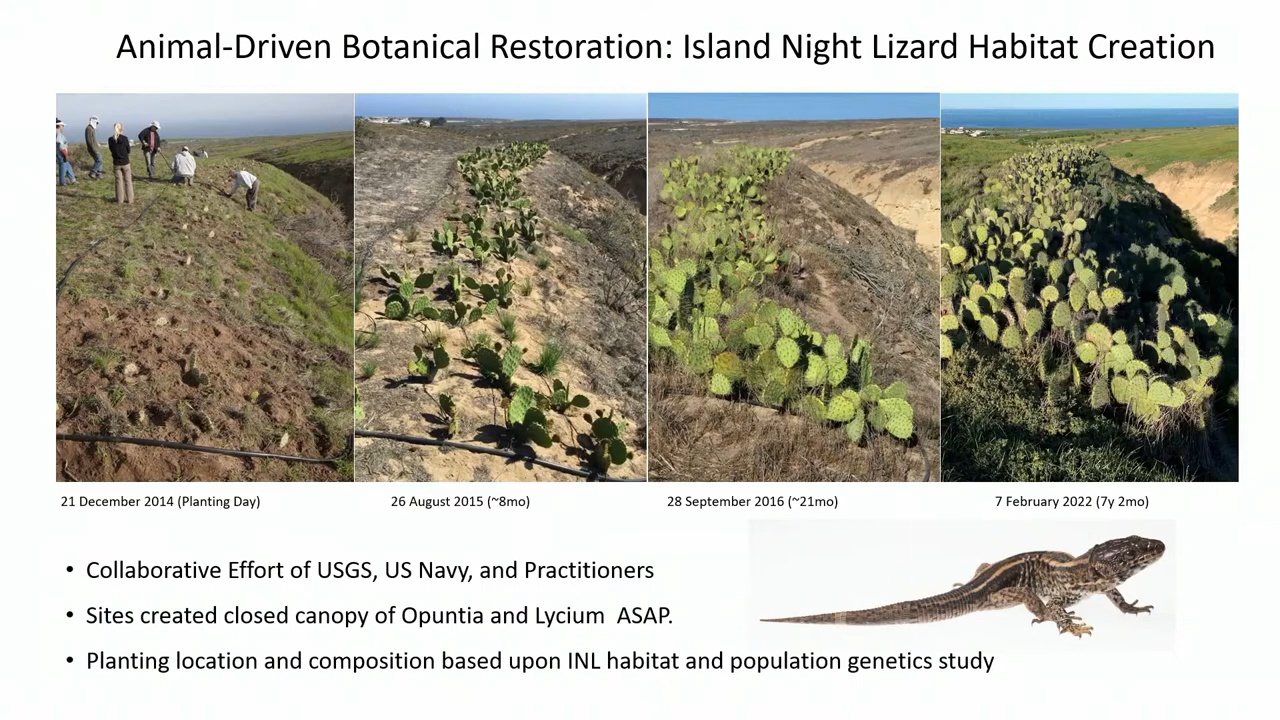 Animal-Driven Botanical Restoration: Island Night Lizard Habitat Creation
21 December 2014 (Planting Day)
26 August 2015 (~8mo)
28 September 2016 (~21mo)
7 February 2022 (7y 2mo)
• Collaborative Effort of USGS, US Navy, and Practitioners
• Sites created closed canopy of Opuntia and Lycium  ASAP.
• Planting location and composition based upon INL habitat and population genetics study